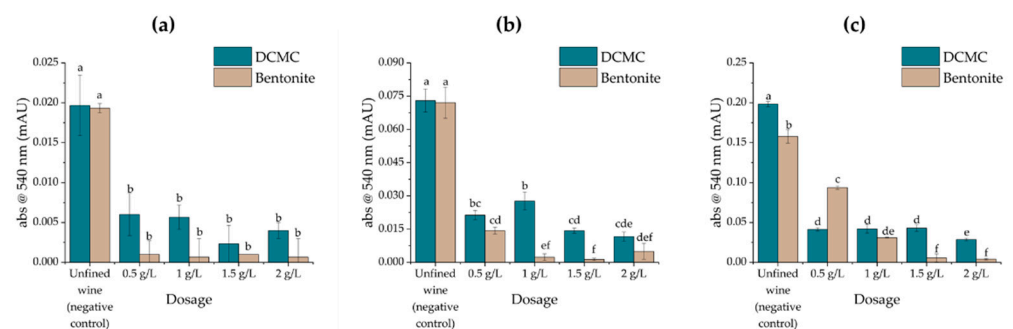 (a)
DCMC
Bentonite
abs @ 540 nm (mAU)
0.025
0.020
0.015
0.010
0.005
0.000
a
a
b
b
b
b
b
b
b
b
Unfined
wine
(negative
control)
0.5 g/L
1 g/L
1.5 g/L
2 g/L
Dosage
(b)
DCMC
Bentonite
abs @ 540 nm (mAU)
0.090
0.075
0.060
0.045
0.030
0.015
0.000
a
a
bc
cd
b
ef
cd
f
cde
def
Unfined
wine
(negative
control)
0.5 g/L
1 g/L
1.5 g/L
2 g/L
Dosage
(c)
DCMC
Bentonite
abs @ 540 nm (mAU)
0.20
0.15
0.10
0.05
0.00
a
b
d
c
d
de
d
f
e
f
Unfined
wine
(negative
control)
0.5 g/L
1 g/L
1.5 g/L
2 g/L
Dosage